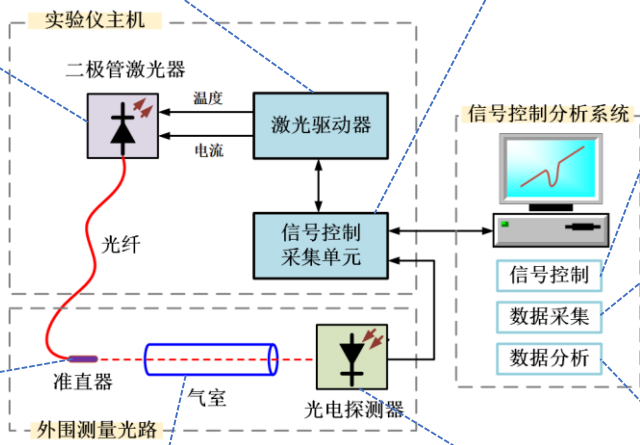 实验仪主机
二极管激光器
温度
电流
激光驱动器
信号控制分析系统
光纤
信号控制
采集单元
信号控制
数据采集
数据分析
准直器
气室
光电探测器
外围测量光路